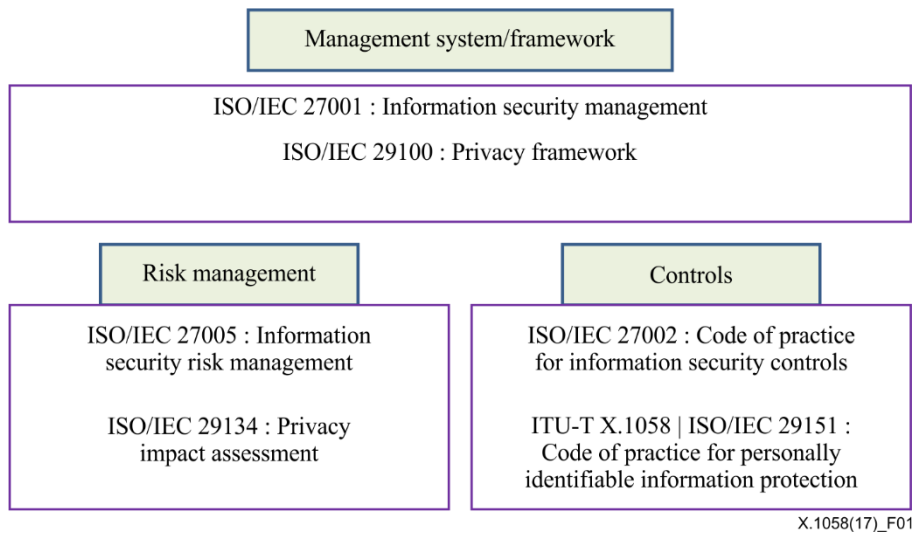 Management system/framework
ISO/IEC 27001 : Information security management
ISO/IEC 29100 : Privacy framework
Risk management
ISO/IEC 27005 : Information
security risk management
ISO/IEC 29134 : Privacy
impact assessment
Controls
ISO/IEC 27002 : Code of practice
for information security controls
ITU-T X.1058 | ISO/IEC 29151 :
Code of practice for personally
identifiable information protection
X.1058(17)_F01